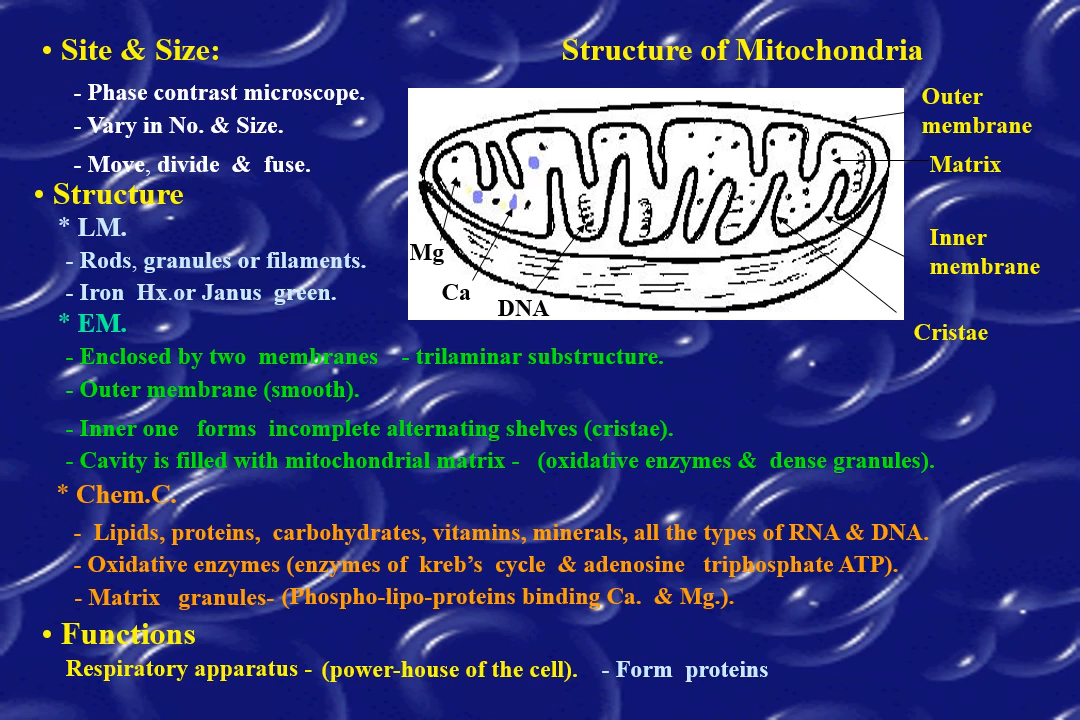 • Site & Size:
Structure of Mitochondria
- Phase contrast microscope.
- Vary in No. & Size.
- Move, divide & fuse.
• Structure
* LM.
- Rods, granules or filaments.
- Iron Hx.or Janus green.
* EM.
Outer
membrane
Matrix
Inner
membrane
Cristae
Mg
Ca
DNA
- Enclosed by two membranes - trilaminar substructure.
- Outer membrane (smooth).
- Inner one forms incomplete alternating shelves (cristae).
- Cavity is filled with mitochondrial matrix - (oxidative enzymes & dense granules).
* Chem.C.
- Lipids, proteins, carbohydrates, vitamins, minerals, all the types of RNA & DNA.
- Oxidative enzymes (enzymes of kreb’s cycle & adenosine triphosphate ATP).
- Matrix granules- (Phospho-lipo-proteins binding Ca. & Mg.).
• Functions
Respiratory apparatus - (power-house of the cell). - Form proteins